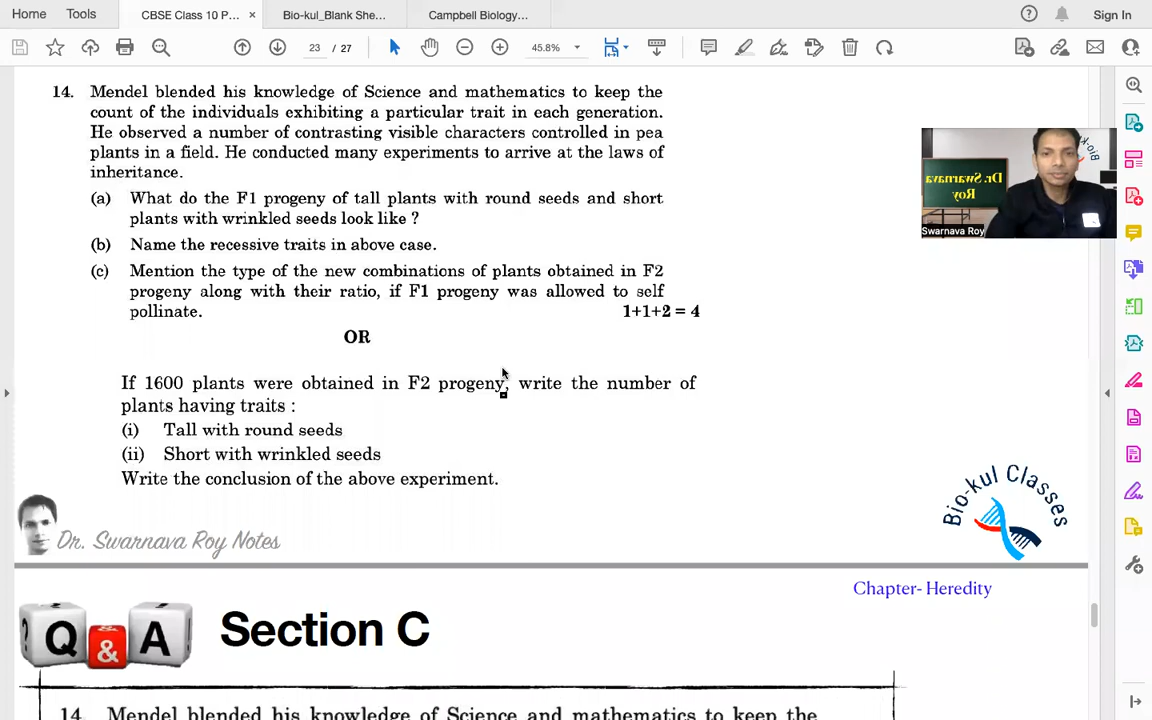 Home Tools CBSE Class 10 P... × Bio-kul_Blank She... Campbell Biology... Sign In
23 / 27 45.8%
14. Mendel blended his knowledge of Science and mathematics to keep the
count of the individuals exhibiting a particular trait in each generation.
He observed a number of contrasting visible characters controlled in pea
plants in a field. He conducted many experiments to arrive at the laws of
inheritance.
(a) What do the F1 progeny of tall plants with round seeds and short
plants with wrinkled seeds look like ?
(b) Name the recessive traits in above case.
(c) Mention the type of the new combinations of plants obtained in F2
progeny along with their ratio, if F1 progeny was allowed to self
pollinate. 1+1+2 = 4
OR
If 1600 plants were obtained in F2 progeny, write the number of
plants having traits :
(i) Tall with round seeds
(ii) Short with wrinkled seeds
Write the conclusion of the above experiment.
Dr. Swarnava
Roy
Swarnava Roy
Bio-kul Classes
Dr. Swarnava Roy Notes
Chapter- Heredity
Q & A Section C
14. Mendel blended his knowledge of Science and mathematics to keep the